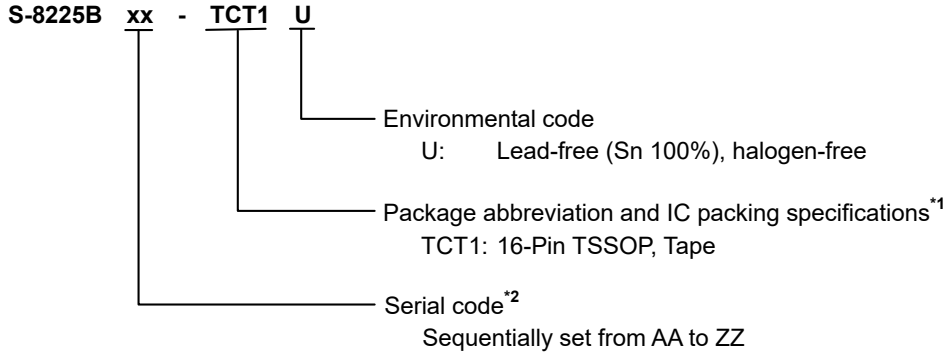 S-8225B xx - TCT1 U
Environmental code
U: Lead-free (Sn 100%), halogen-free
Package abbreviation and IC packing specifications*1
TCT1: 16-Pin TSSOP, Tape
Serial code*2
Sequentially set from AA to ZZ